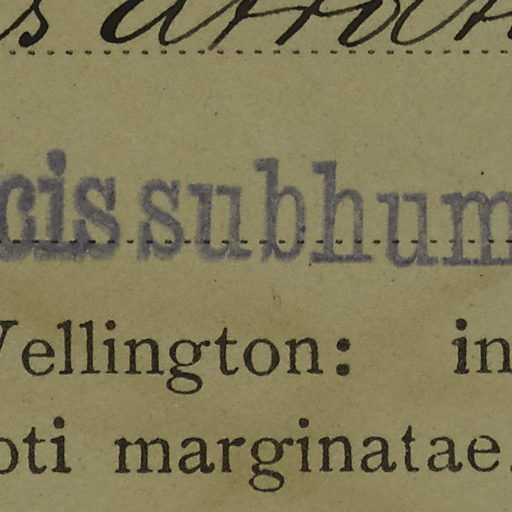 cis subhum
Wellington: in
oti marginatae.